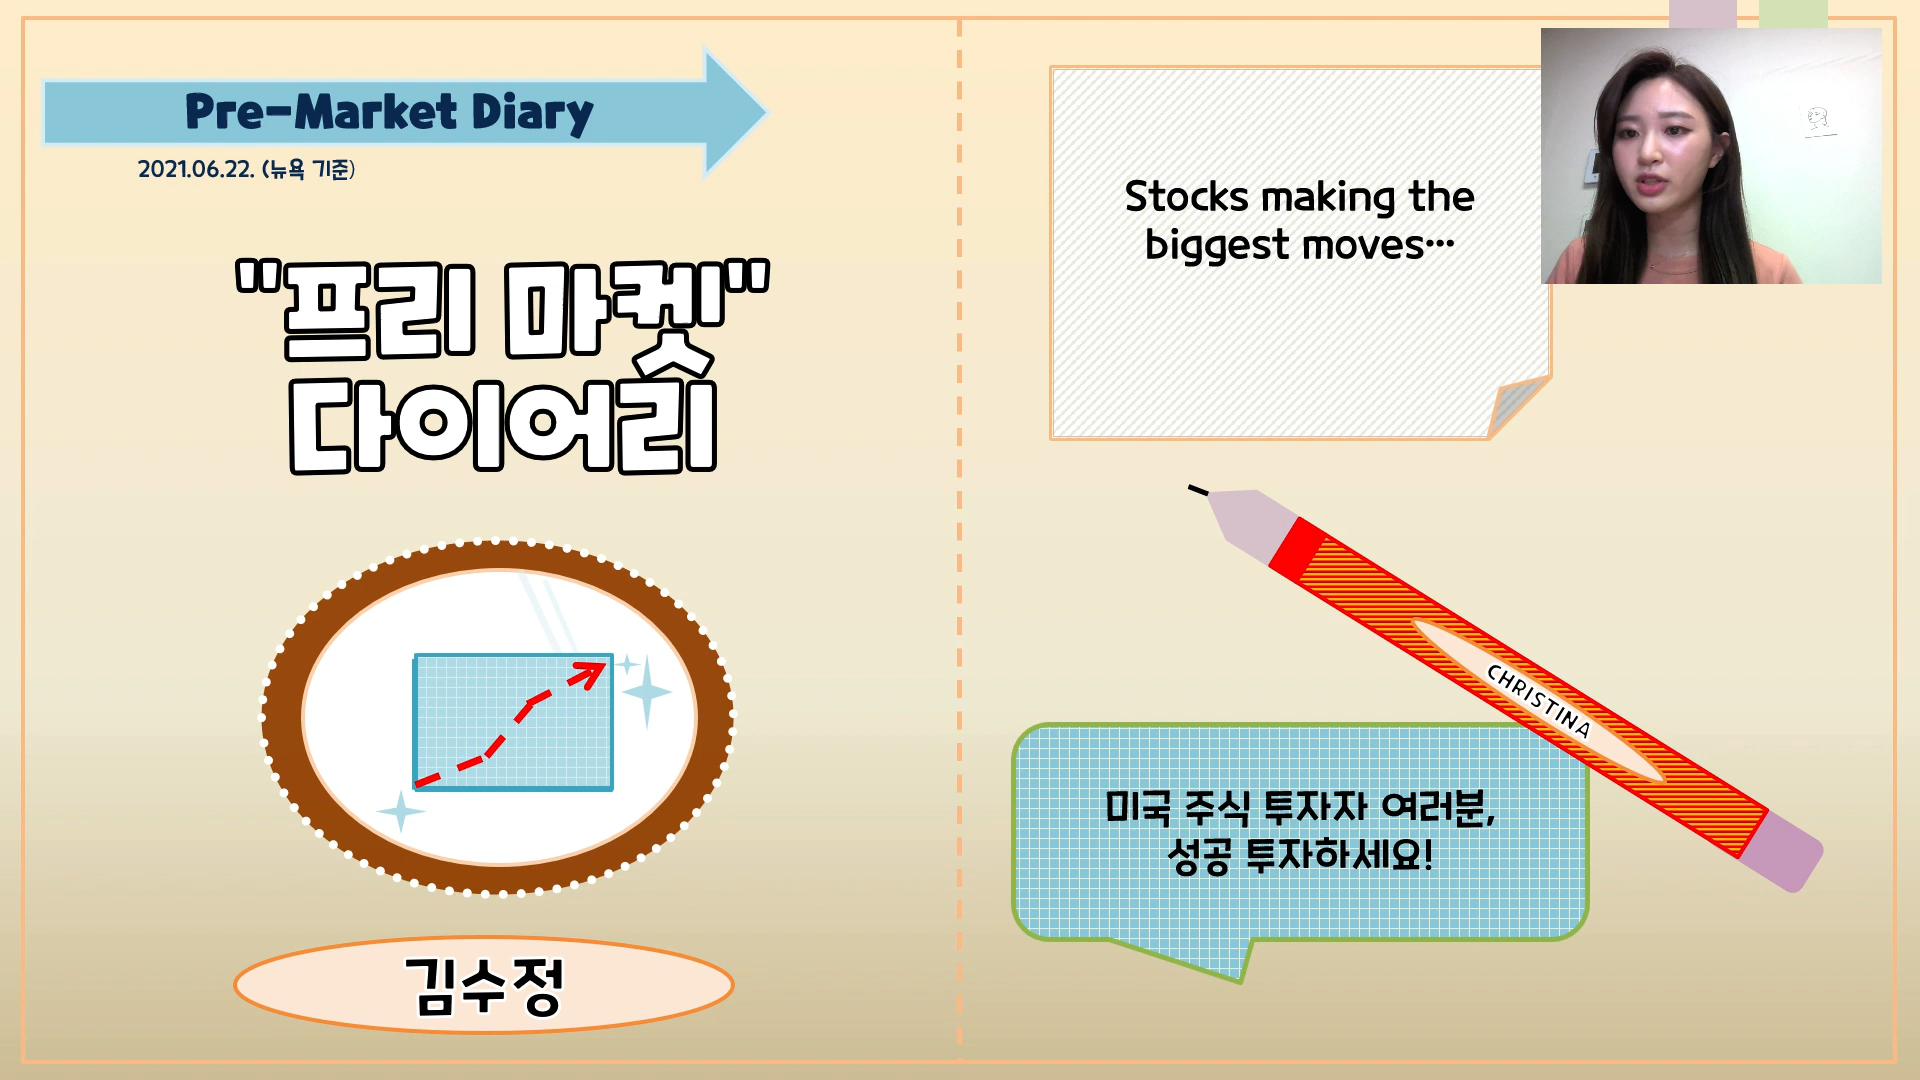 Pre-Market Diary
2021.06.22. (뉴욕 기준)
"프리 마켓"
다이어리
김수정
Stocks making the
biggest moves…
CHRISTINA
미국 주식 투자자 여러분,
성공 투자하세요!